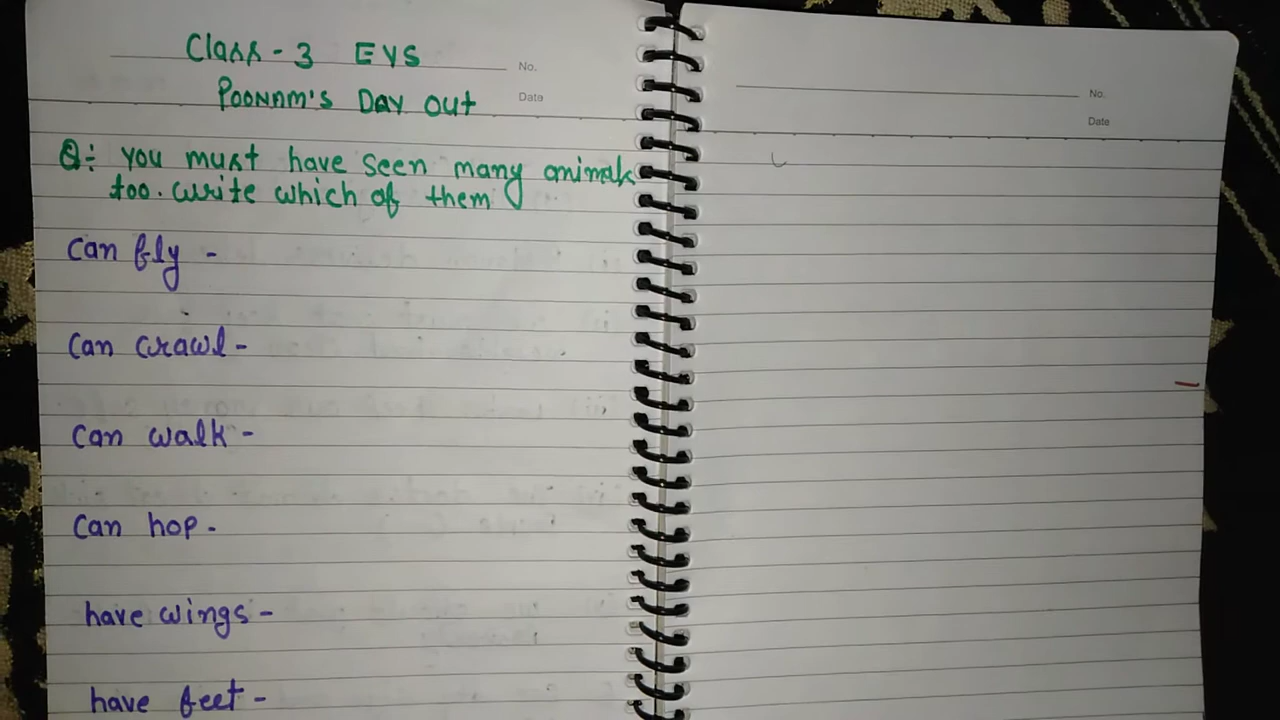 Class - 3 EVS
No.
POONAM'S DAY OUT
Date
Q:- You must have seen many animals
too. write which of them
Can fly -
Can crawl -
Can walk -
Can hop -
have wings -
have feet -
No.
Date